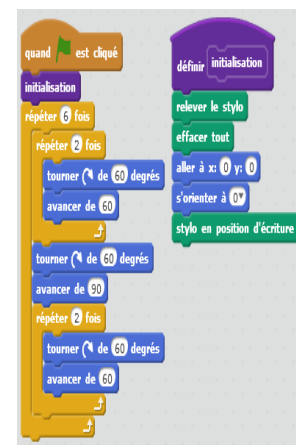 quand est cliqué
initialisation
répéter 6 fois
répéter 2 fois
tourner de 60 degrés
avancer de 60
tourner de 60 degrés
avancer de 90
répéter 2 fois
tourner de 60 degrés
avancer de 60
définir initialisation
relever le stylo
effacer tout
aller à x: 0 y: 0
s'orienter à 0
stylo en position d'écriture